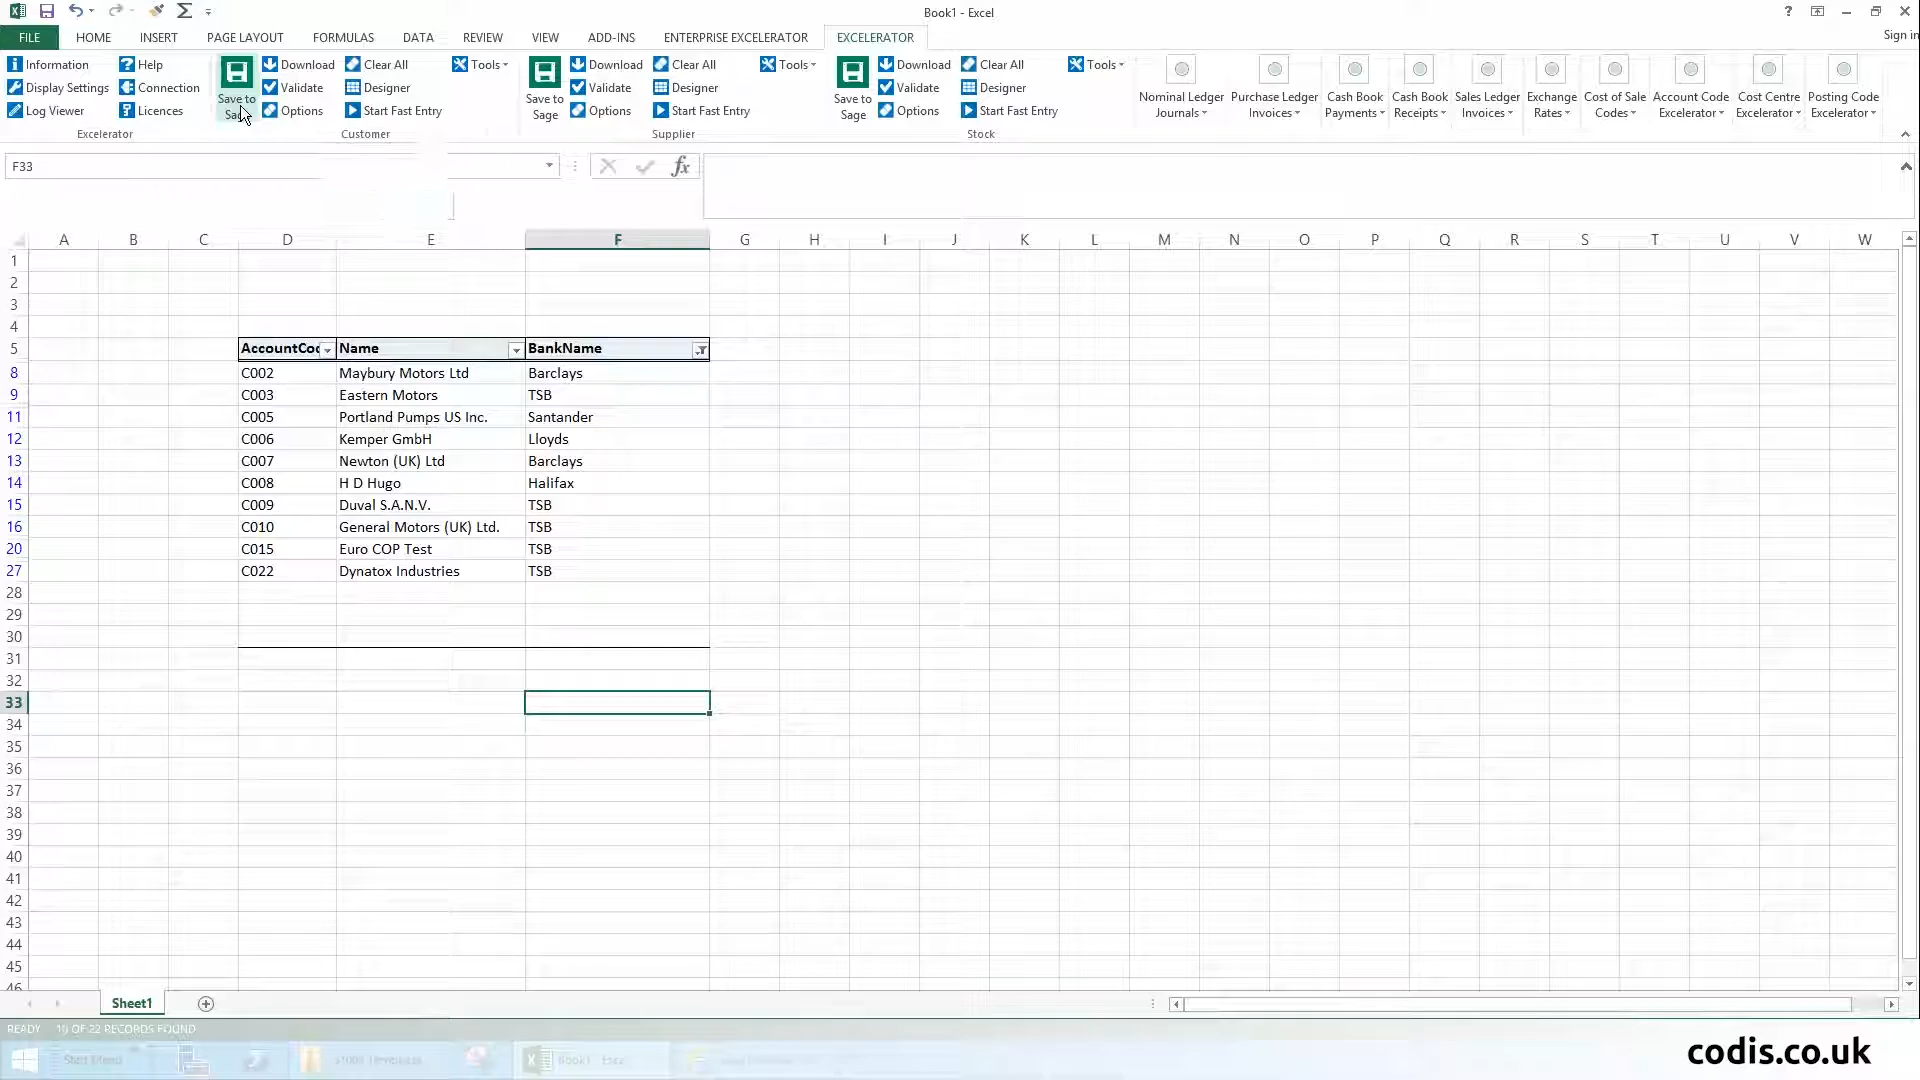 Book1 - Excel
?
FILE HOME INSERT PAGE LAYOUT FORMULAS DATA REVIEW VIEW ADD-INS ENTERPRISE EXCELERATOR EXCELERATOR
Sign in
Information Help
Display Settings Connection
Log Viewer Licences
Excelerator
Save to Sage
Download Clear All Tools
Validate Designer
Options Start Fast Entry
Customer
Save to Sage
Download Clear All Tools
Validate Designer
Options Start Fast Entry
Supplier
Save to Sage
Download Clear All Tools
Validate Designer
Options Start Fast Entry
Stock
Nominal Ledger Journals
Purchase Ledger Invoices
Cash Book Payments
Cash Book Receipts
Sales Ledger Invoices
Exchange Rates
Cost of Sale Codes
Account Code Excelerator
Cost Centre Excelerator
Posting Code Excelerator
F33
fx
A B C D E F G H I J K L M N O P Q R S T U V W
1
2
3
4
5 AccountCoc Name BankName
8 C002 Maybury Motors Ltd Barclays
9 C003 Eastern Motors TSB
11 C005 Portland Pumps US Inc. Santander
12 C006 Kemper GmbH Lloyds
13 C007 Newton (UK) Ltd Barclays
14 C008 H D Hugo Halifax
15 C009 Duval S.A.N.V. TSB
16 C010 General Motors (UK) Ltd. TSB
20 C015 Euro COP Test TSB
27 C022 Dynatox Industries TSB
28
29
30
31
32
33
34
35
36
37
38
39
40
41
42
43
44
45
46
Sheet1
READY 10 OF 22 RECORDS FOUND
Start Menu
Book1 - Excel
codis.co.uk